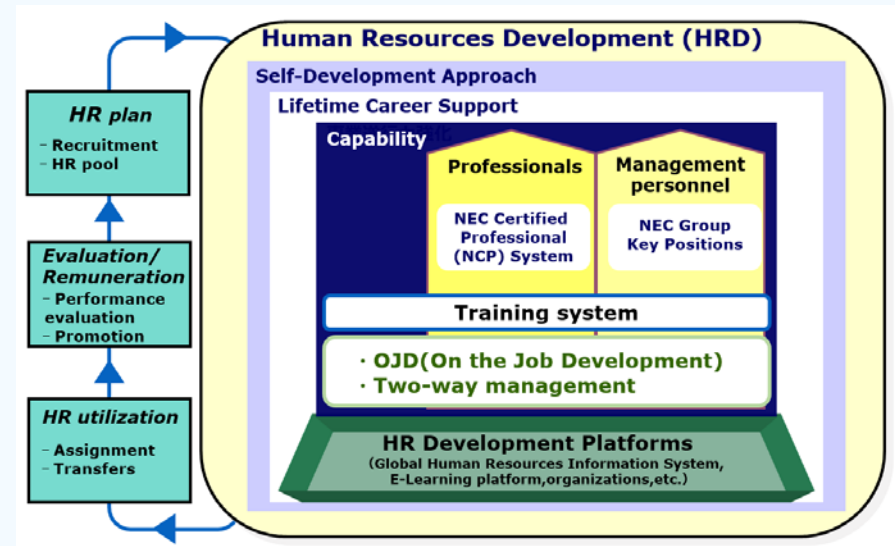 Human Resources Development (HRD)
Self-Development Approach
Lifetime Career Support
Capability
Professionals
NEC Certified
Professional
(NCP) System
Management
personnel
NEC Group
Key Positions
Training system
・OJD(On the Job Development)
・Two-way management
HR Development Platforms
(Global Human Resources Information System,
E-Learning platform,organizations,etc.)
HR plan
- Recruitment
- HR pool
Evaluation/
Remuneration
- Performance
evaluation
- Promotion
HR utilization
- Assignment
- Transfers